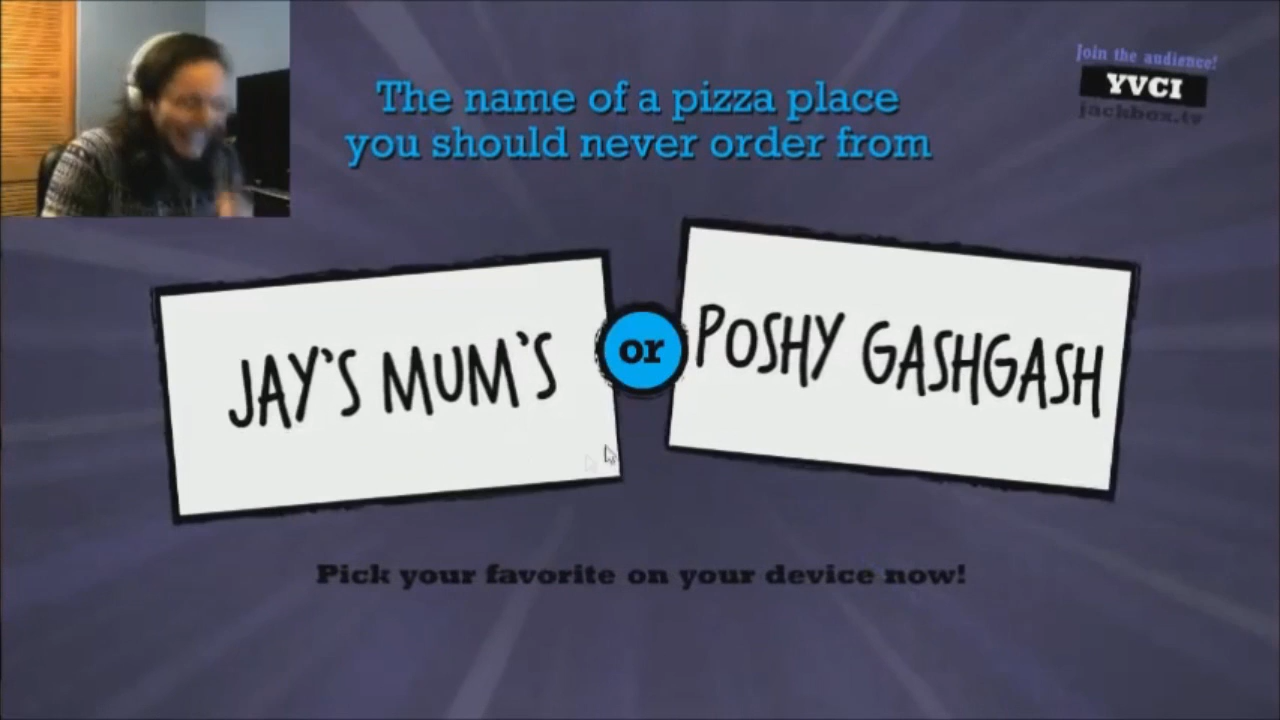 Join the audience!
YVCI
jackbox.tv
The name of a pizza place
you should never order from
JAY'S MUM'S
or
POSHY GASHGASH
Pick your favorite on your device now!